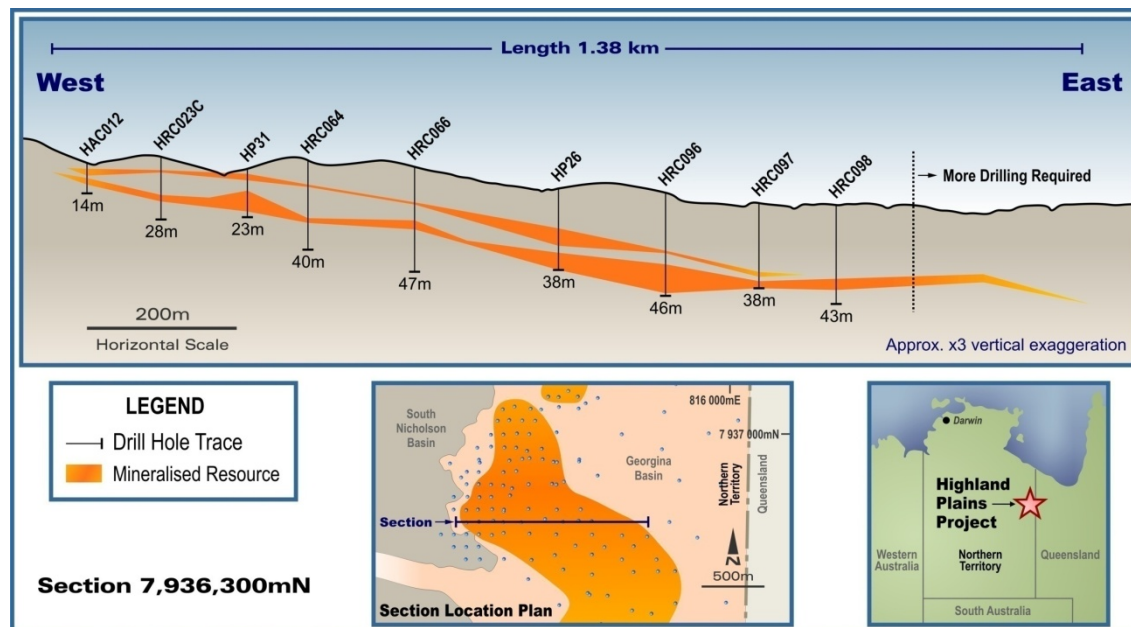 Length 1.38 km
West
East
HAC012
HRC023C
HP31
HRC064
HRC066
HP26
HRC096
HRC097
HRC098
More Drilling Required
14m
28m
23m
40m
47m
38m
46m
38m
43m
200m
Horizontal Scale
Approx. x3 vertical exaggeration
LEGEND
Drill Hole Trace
Mineralised Resource
Section 7,936,300mN
South
Nicholson
Basin
816 000mE
7 937 000mN
Georgina
Basin
Northern
Territory
Queensland
Section
N
500m
Section Location Plan
Darwin
Highland
Plains
Project
Western
Australia
Northern
Territory
Queensland
South Australia